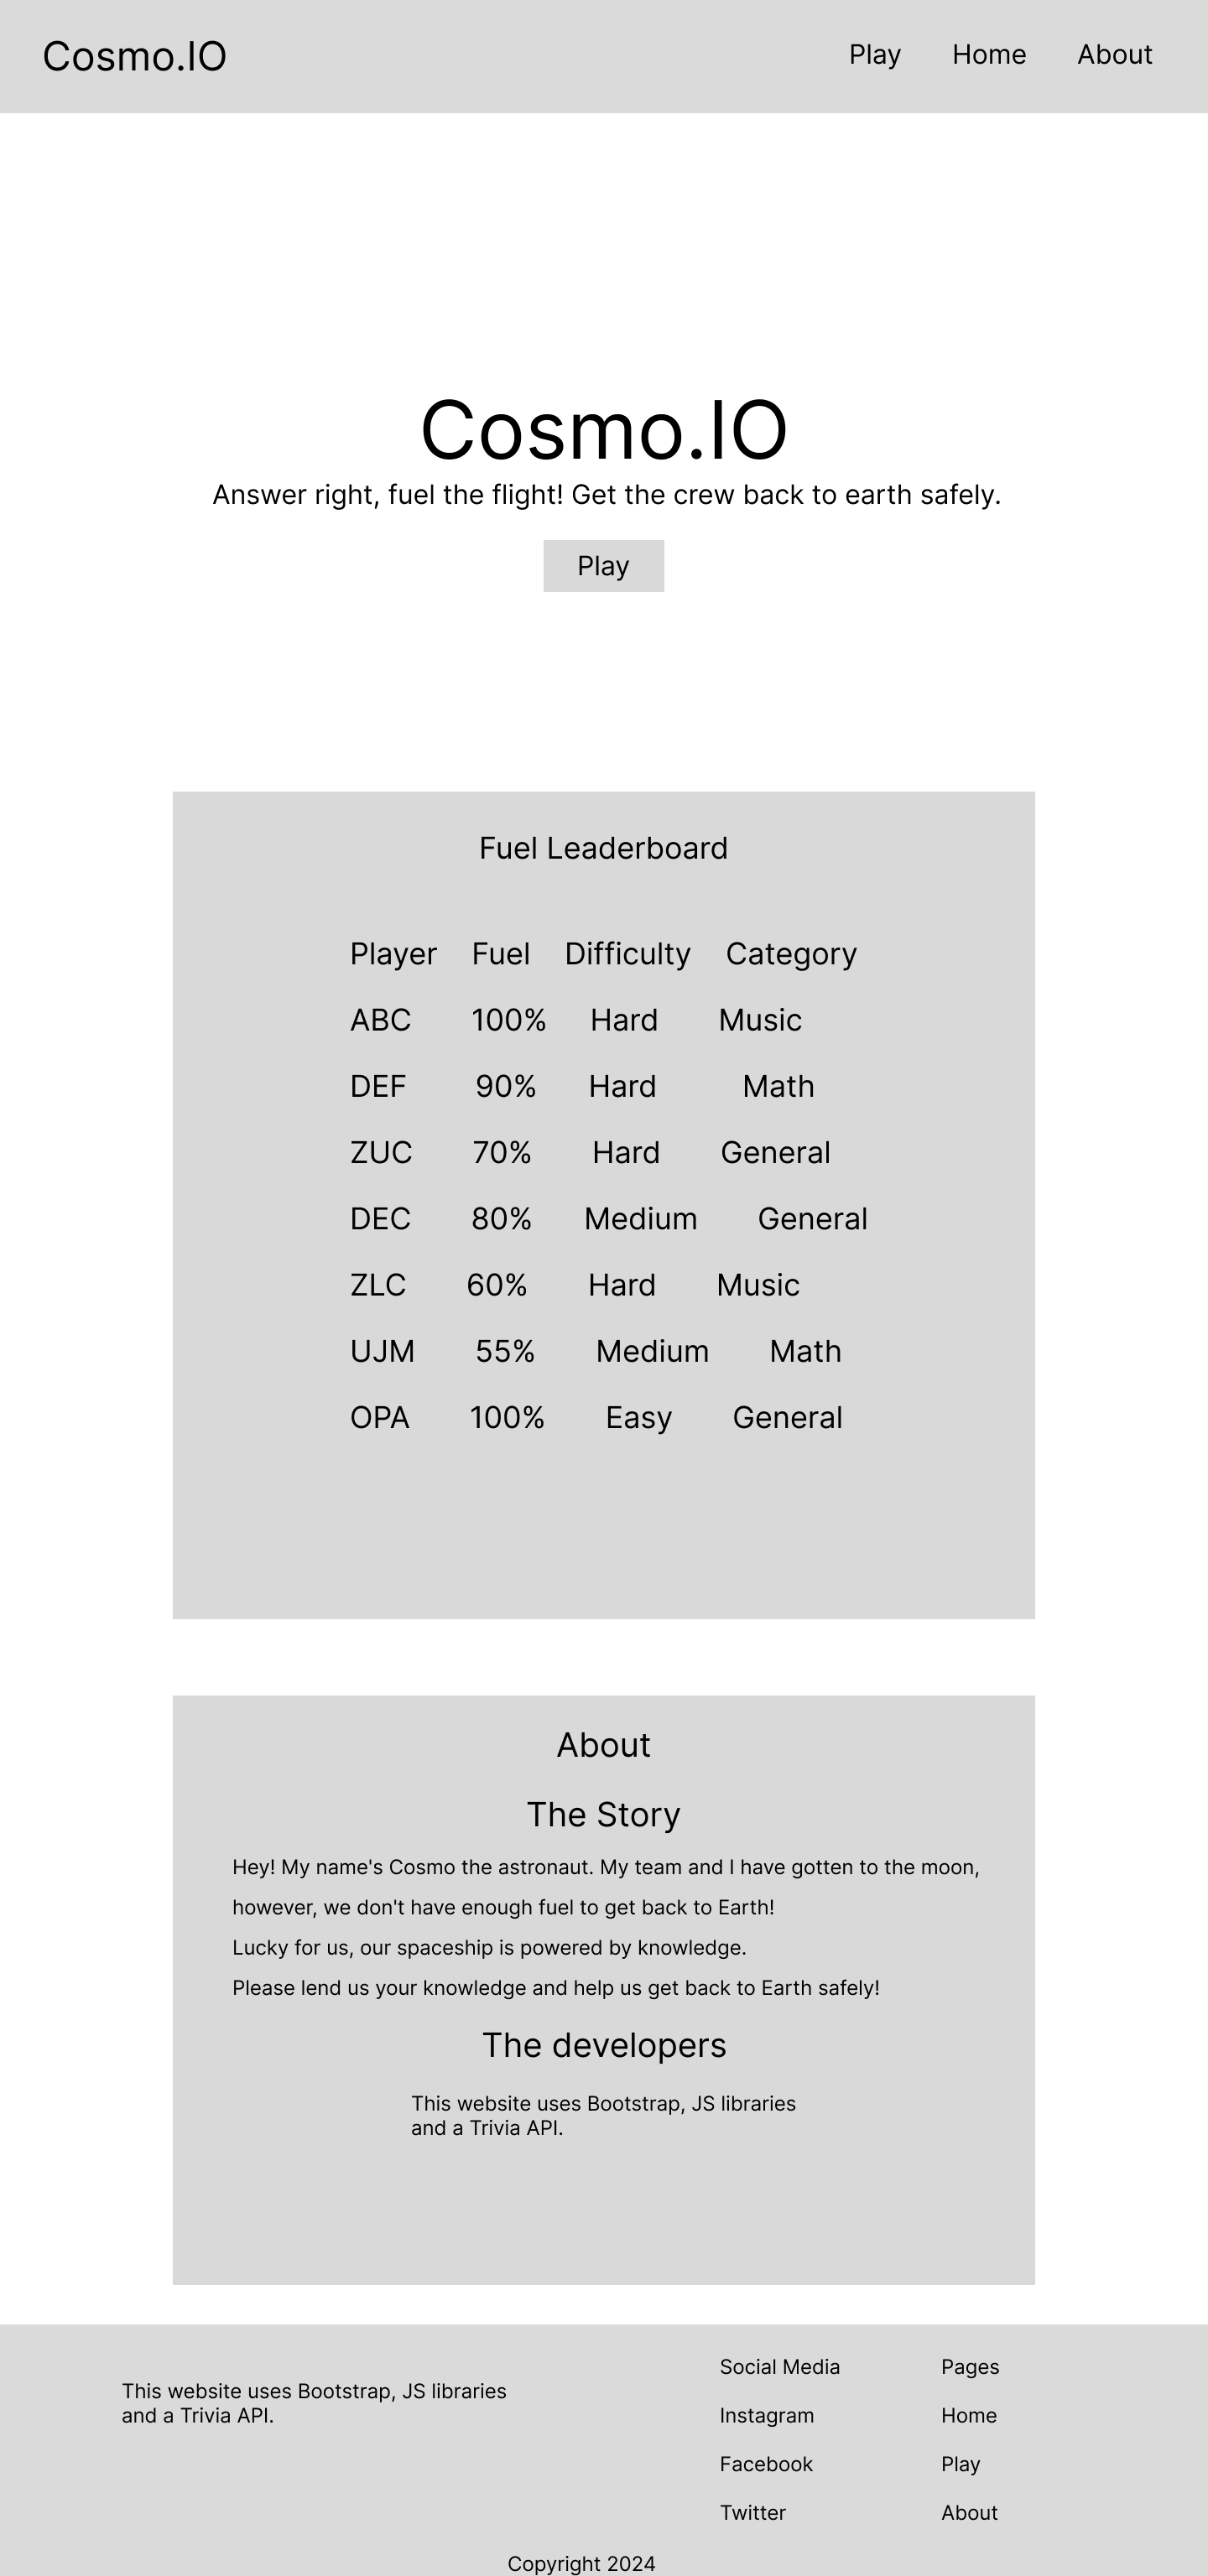 Cosmo.IO Play Home About
Cosmo.IO
Answer right, fuel the flight! Get the crew back to earth safely.
Play
Fuel Leaderboard
Player Fuel Difficulty Category
ABC 100% Hard Music
DEF 90% Hard Math
ZUC 70% Hard General
DEC 80% Medium General
ZLC 60% Hard Music
UJM 55% Medium Math
OPA 100% Easy General
About
The Story
Hey! My name's Cosmo the astronaut. My team and I have gotten to the moon,
however, we don't have enough fuel to get back to Earth!
Lucky for us, our spaceship is powered by knowledge.
Please lend us your knowledge and help us get back to Earth safely!
The developers
This website uses Bootstrap, JS libraries
and a Trivia API.
This website uses Bootstrap, JS libraries
and a Trivia API.
Social Media
Instagram
Facebook
Twitter
Pages
Home
Play
About
Copyright 2024